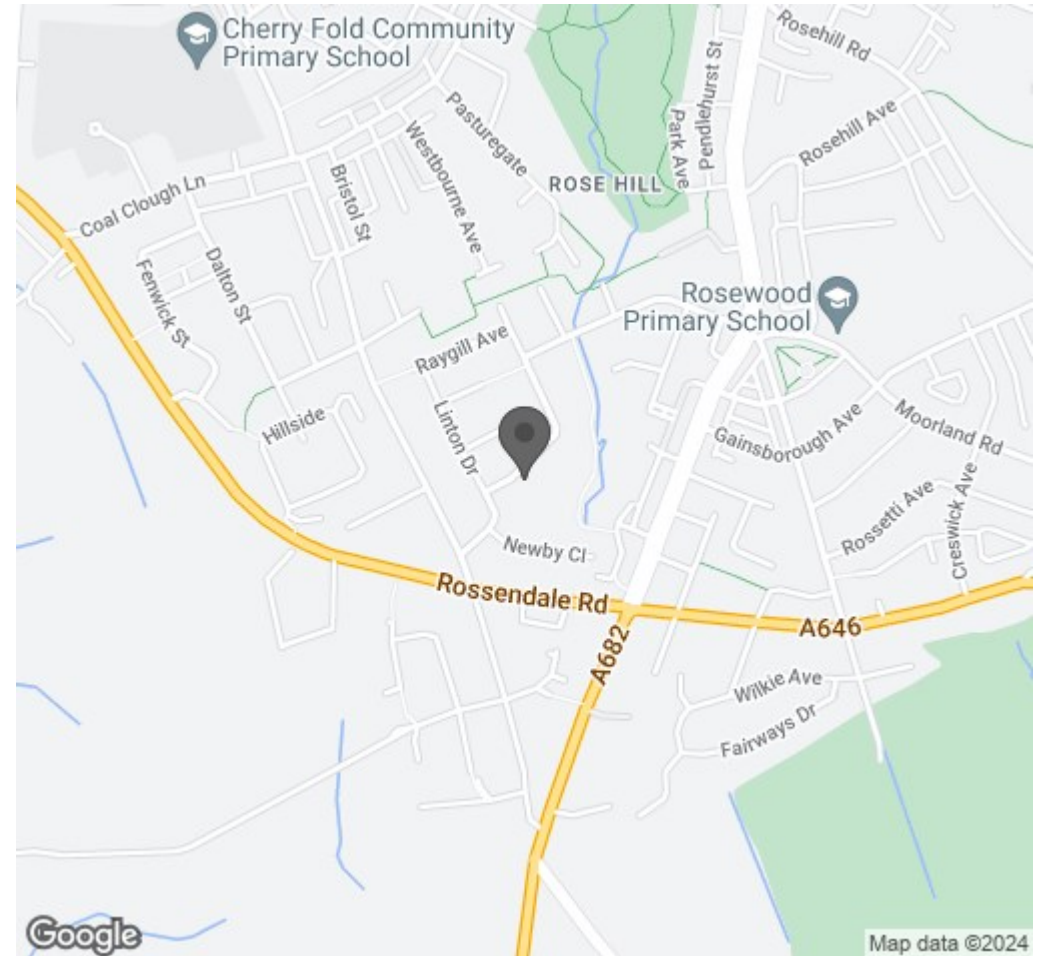 Cherry Fold Community
Primary School
Rosehill Rd
Pendlehurst St
Pasturegate
Park Ave
Rosehill Ave
Westbourne Ave
Bristol St
ROSE HILL
Coal Clough Ln
Dalton St
Fenwick St
Rosewood
Primary School
Raygill Ave
Linton Dr
Hillside
Gainsborough Ave
Moorland Rd
Rossetti Ave
Creswick Ave
Newby Cl
Rossendale Rd
A646
A682
Wilkie Ave
Fairways Dr
Google
Map data ©2024